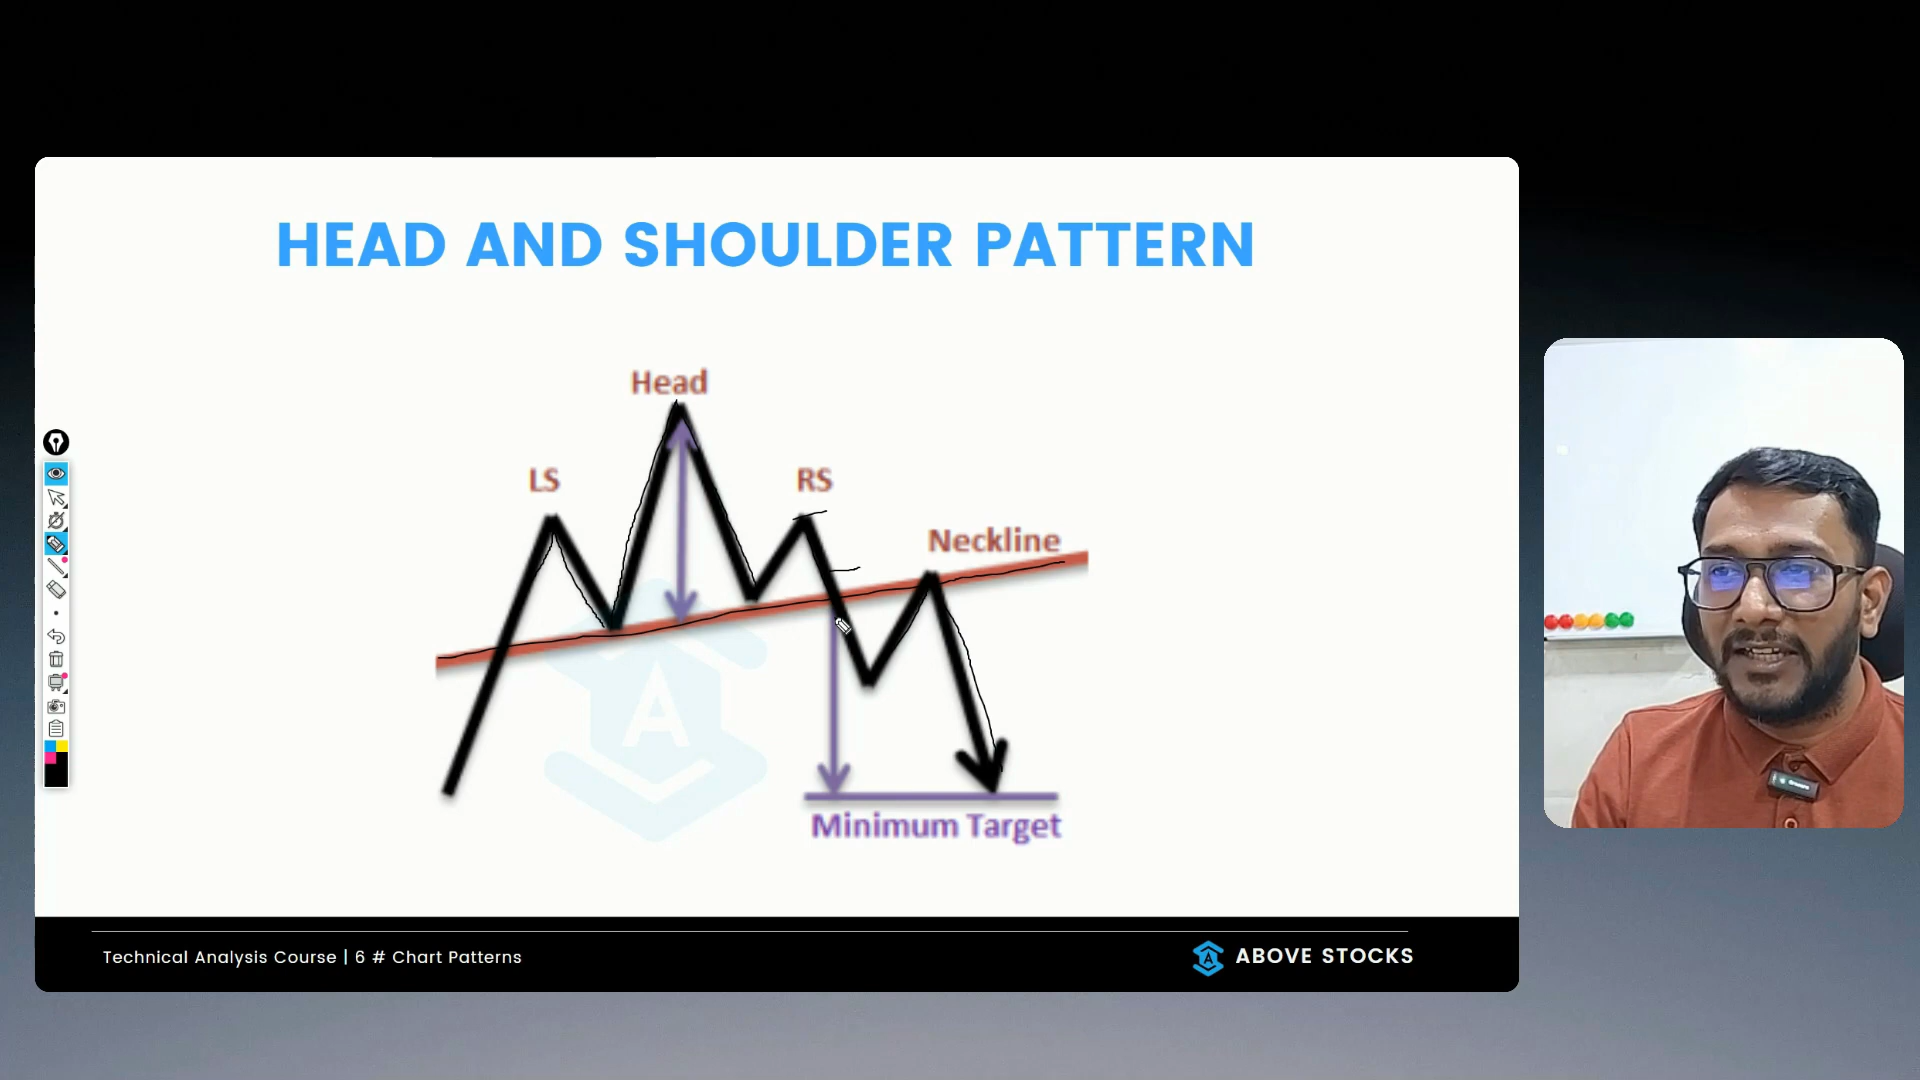 HEAD AND SHOULDER PATTERN
Head
LS
RS
Neckline
A
Minimum Target
Technical Analysis Course | 6 # Chart Patterns
A
ABOVE STOCKS